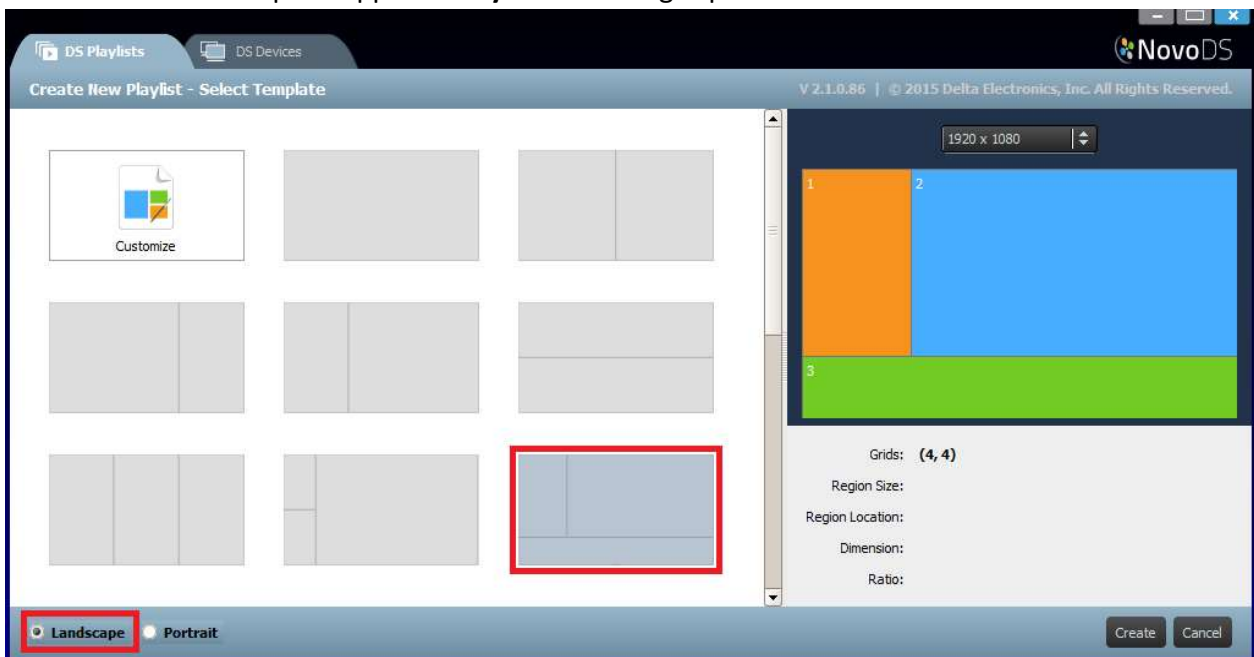 DS Playlists
DS Devices
NovoDS
Create New Playlist - Select Template
V 2.1.0.86 | © 2015 Delta Electronics, Inc. All Rights Reserved.
1920 x 1080
Customize
1
2
3
Grids: (4, 4)
Region Size:
Region Location:
Dimension:
Ratio:
Landscape
Portrait
Create
Cancel